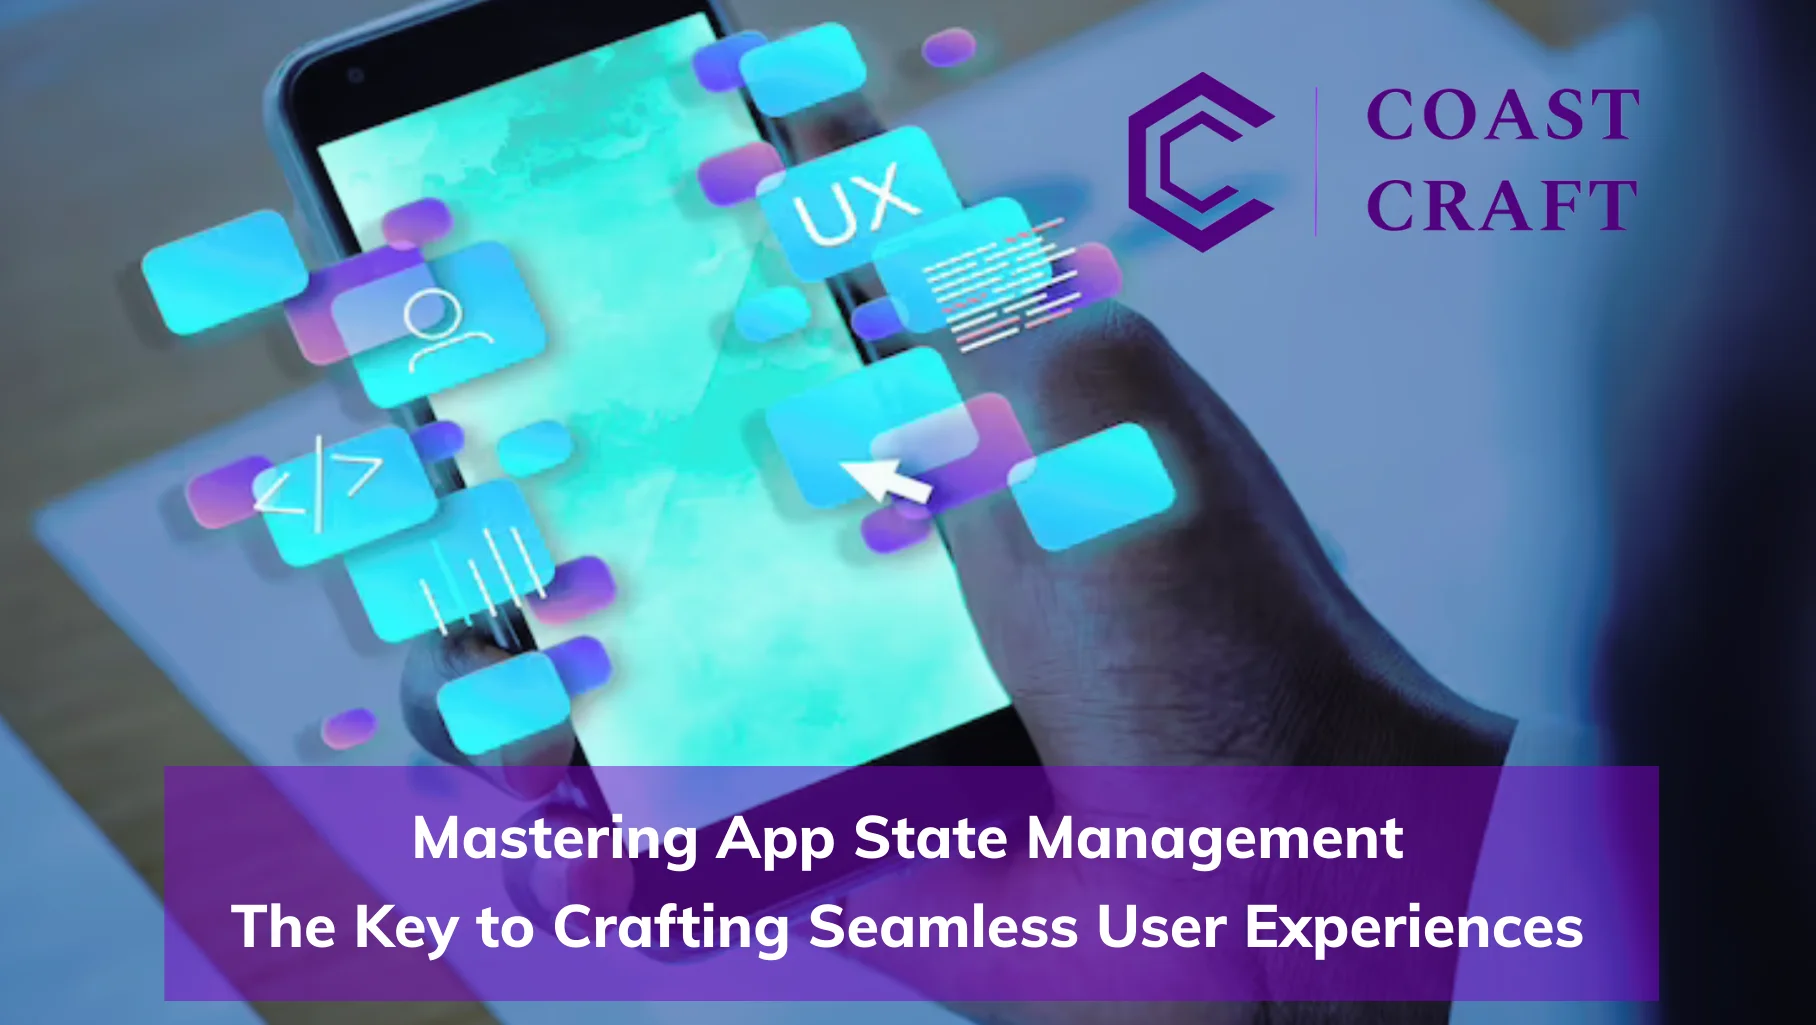 COAST
CRAFT
UX
</>
Mastering App State Management
The Key to Crafting Seamless User Experiences